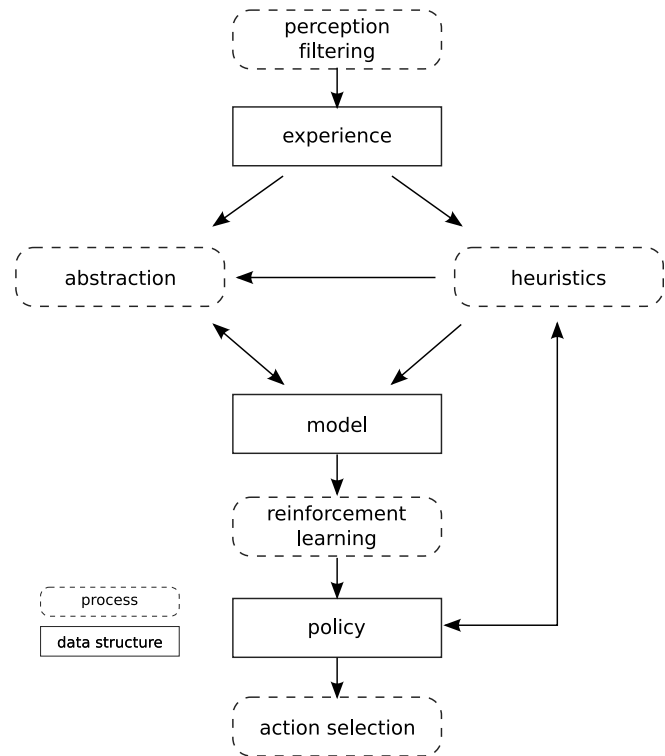 perception
filtering
experience
abstraction
heuristics
model
reinforcement
learning
process
policy
data structure
action selection